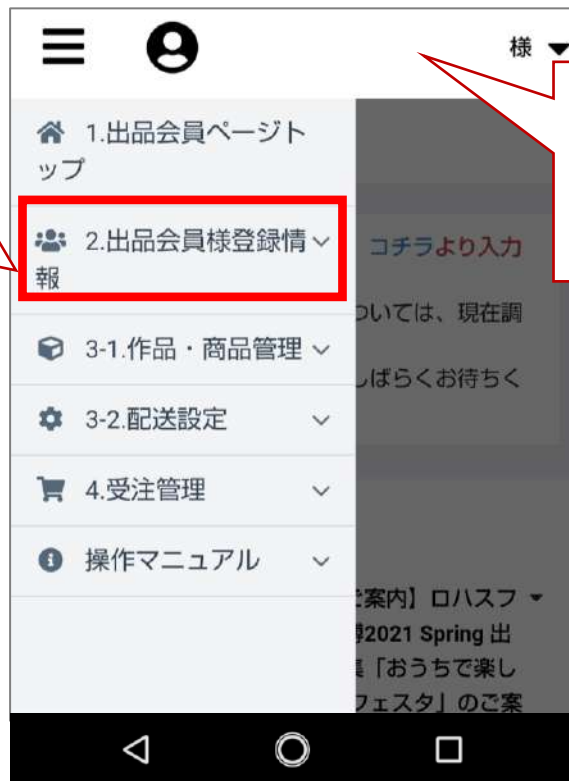 様
1.出品会員ページト
ップ
2.出品会員様登録情
報
コチラより入力
ついては、現在調
3-1.作品・商品管理
しばらくお待ちく
3-2.配送設定
4.受注管理
操作マニュアル
ご案内】ロハスフ
2021 Spring 出
「おうちで楽し
フェスタ」のご案